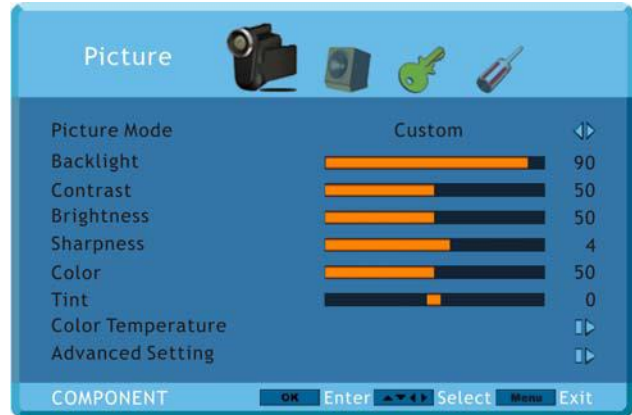 Picture
Picture Mode Custom
Backlight 90
Contrast 50
Brightness 50
Sharpness 4
Color 50
Tint 0
Color Temperature
Advanced Setting
COMPONENT OK Enter Select Menu Exit